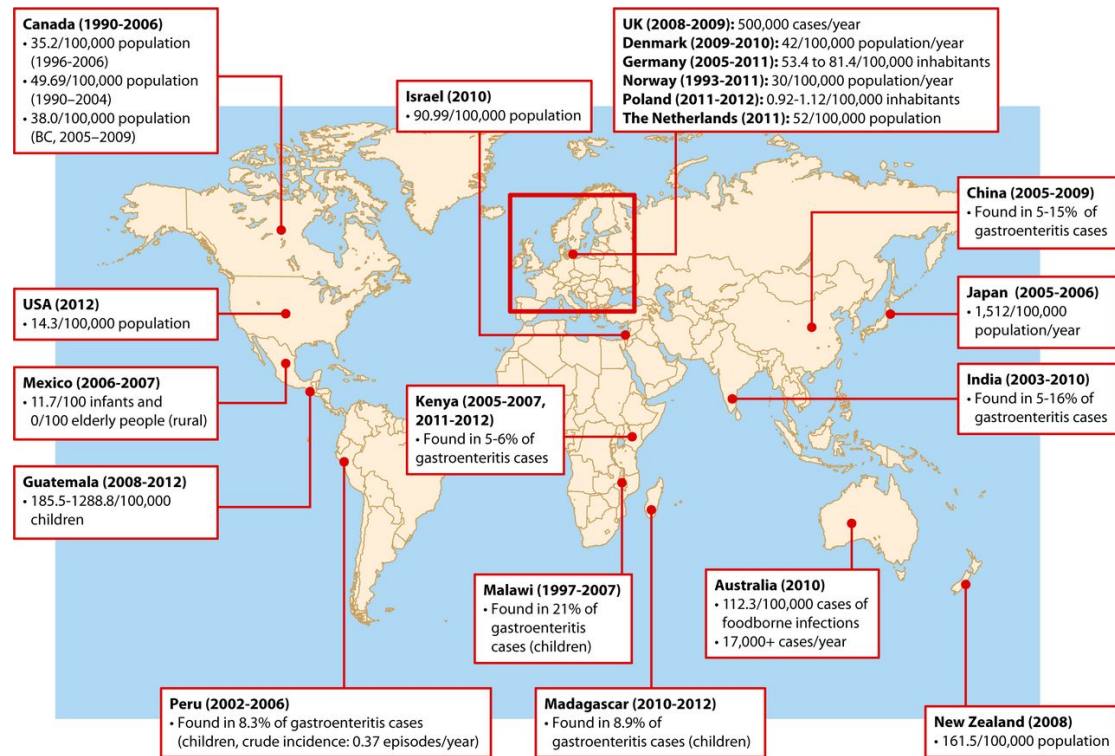 Canada (1990-2006)
• 35.2/100,000 population
(1996-2006)
• 49.69/100,000 population
(1990–2004)
• 38.0/100,000 population
(BC, 2005–2009)
UK (2008-2009): 500,000 cases/year
Denmark (2009-2010): 42/100,000 population/year
Germany (2005-2011): 53.4 to 81.4/100,000 inhabitants
Norway (1993-2011): 30/100,000 population/year
Poland (2011-2012): 0.92-1.12/100,000 inhabitants
The Netherlands (2011): 52/100,000 population
Israel (2010)
• 90.99/100,000 population
China (2005-2009)
• Found in 5-15% of
gastroenteritis cases
USA (2012)
• 14.3/100,000 population
Japan (2005-2006)
• 1,512/100,000
population/year
Mexico (2006-2007)
• 11.7/100 infants and
0/100 elderly people (rural)
Kenya (2005-2007,
2011-2012)
• Found in 5-6% of
gastroenteritis cases
India (2003-2010)
• Found in 5-16% of
gastroenteritis cases
Guatemala (2008-2012)
• 185.5-1288.8/100,000
children
Malawi (1997-2007)
• Found in 21% of
gastroenteritis
cases (children)
Australia (2010)
• 112.3/100,000 cases of
foodborne infections
• 17,000+ cases/year
Peru (2002-2006)
• Found in 8.3% of gastroenteritis cases
(children, crude incidence: 0.37 episodes/year)
Madagascar (2010-2012)
• Found in 8.9% of
gastroenteritis cases (children)
New Zealand (2008)
• 161.5/100,000 population